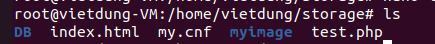 root@vietdung-VM:/home/vietdung/storage# ls
DB index.html my.cnf myimage test.php